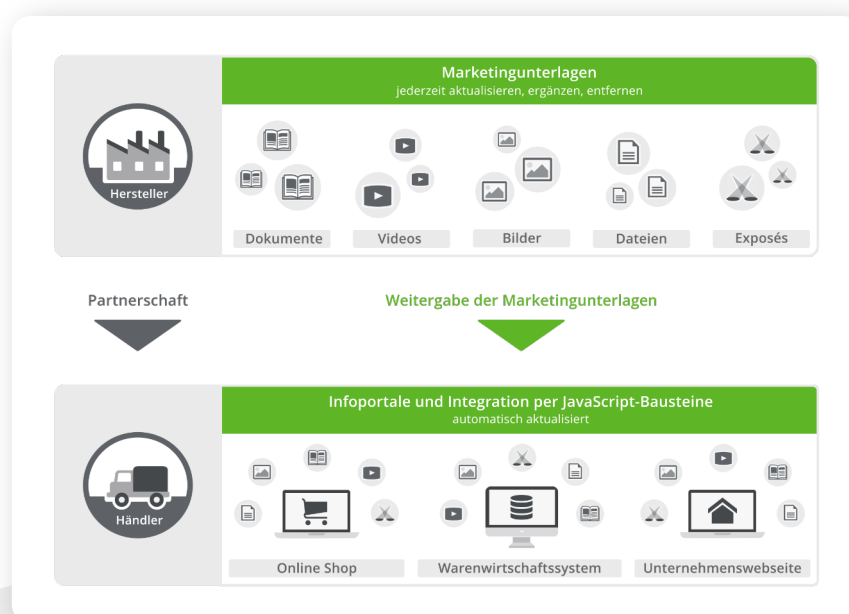 Marketingunterlagen
jederzeit aktualisieren, ergänzen, entfernen
Hersteller
Dokumente
Videos
Bilder
Dateien
Exposés
Partnerschaft
Weitergabe der Marketingunterlagen
Infoportale und Integration per JavaScript-Bausteine
automatisch aktualisiert
Händler
Online Shop
Warenwirtschaftssystem
Unternehmenswebseite